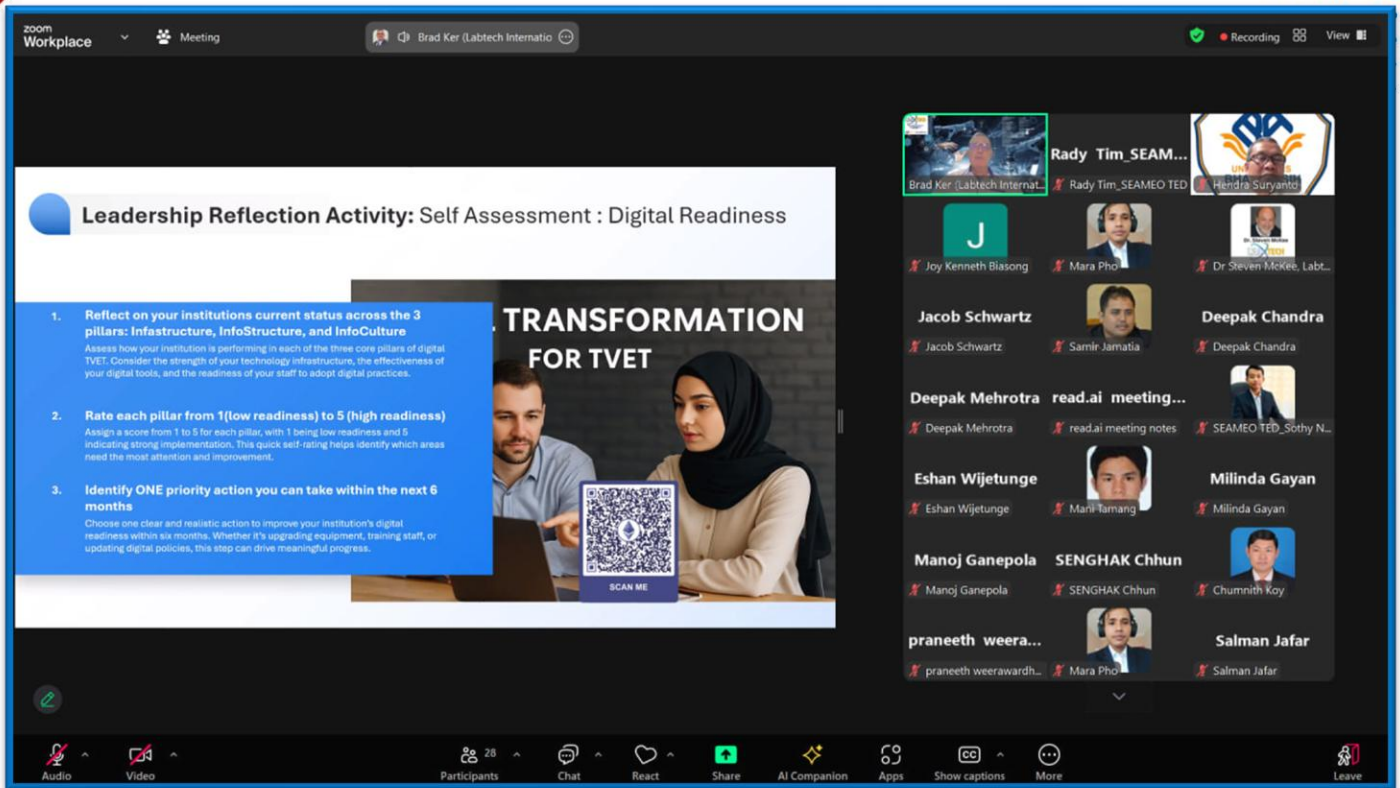 zoom
Workplace
Meeting
Brad Ker (Labtech Internatio
Recording
View
Leadership Reflection Activity: Self Assessment : Digital Readiness
1. Reflect on your institutions current status across the 3
pillars: Infastructure, InfoStructure, and InfoCulture
Assess how your institution is performing in each of the three core pillars of digital
TVET. Consider the strength of your technology infrastructure, the effectiveness of
your digital tools, and the readiness of your staff to adopt digital practices.
2. Rate each pillar from 1(low readiness) to 5 (high readiness)
Assign a score from 1 to 5 for each pillar, with 1 being low readiness and 5
indicating strong implementation. This quick self-rating helps identify which areas
need the most attention and improvement.
3. Identify ONE priority action you can take within the next 6
months
Choose one clear and realistic action to improve your institution's digital
readiness within six months. Whether it's upgrading equipment, training staff, or
updating digital policies, this step can drive meaningful progress.
TRANSFORMATION
FOR TVET
SCAN ME
Brad Ker (Labtech Internat...
Rady Tim_SEAM...
Rady Tim_SEAMEO TED
Hendra Suryanto
J
Joy Kenneth Biasong
Mara Pho
Dr. Steven McKee
Dr Steven McKee, Labt...
Jacob Schwartz
Jacob Schwartz
Samir Jamatia
Deepak Chandra
Deepak Chandra
Deepak Mehrotra
Deepak Mehrotra
read.ai meeting...
read.ai meeting notes
SEAMEO TED_Sothy N...
Eshan Wijetunge
Eshan Wijetunge
Mani Tamang
Milinda Gayan
Milinda Gayan
Manoj Ganepola
Manoj Ganepola
SENGHAK Chhun
SENGHAK Chhun
Chumnith Koy
praneeth weera...
praneeth weerawardh...
Mara Pho
Salman Jafar
Salman Jafar
Audio
Video
28
Participants
Chat
React
Share
AI Companion
Apps
CC
Show captions
More
Leave